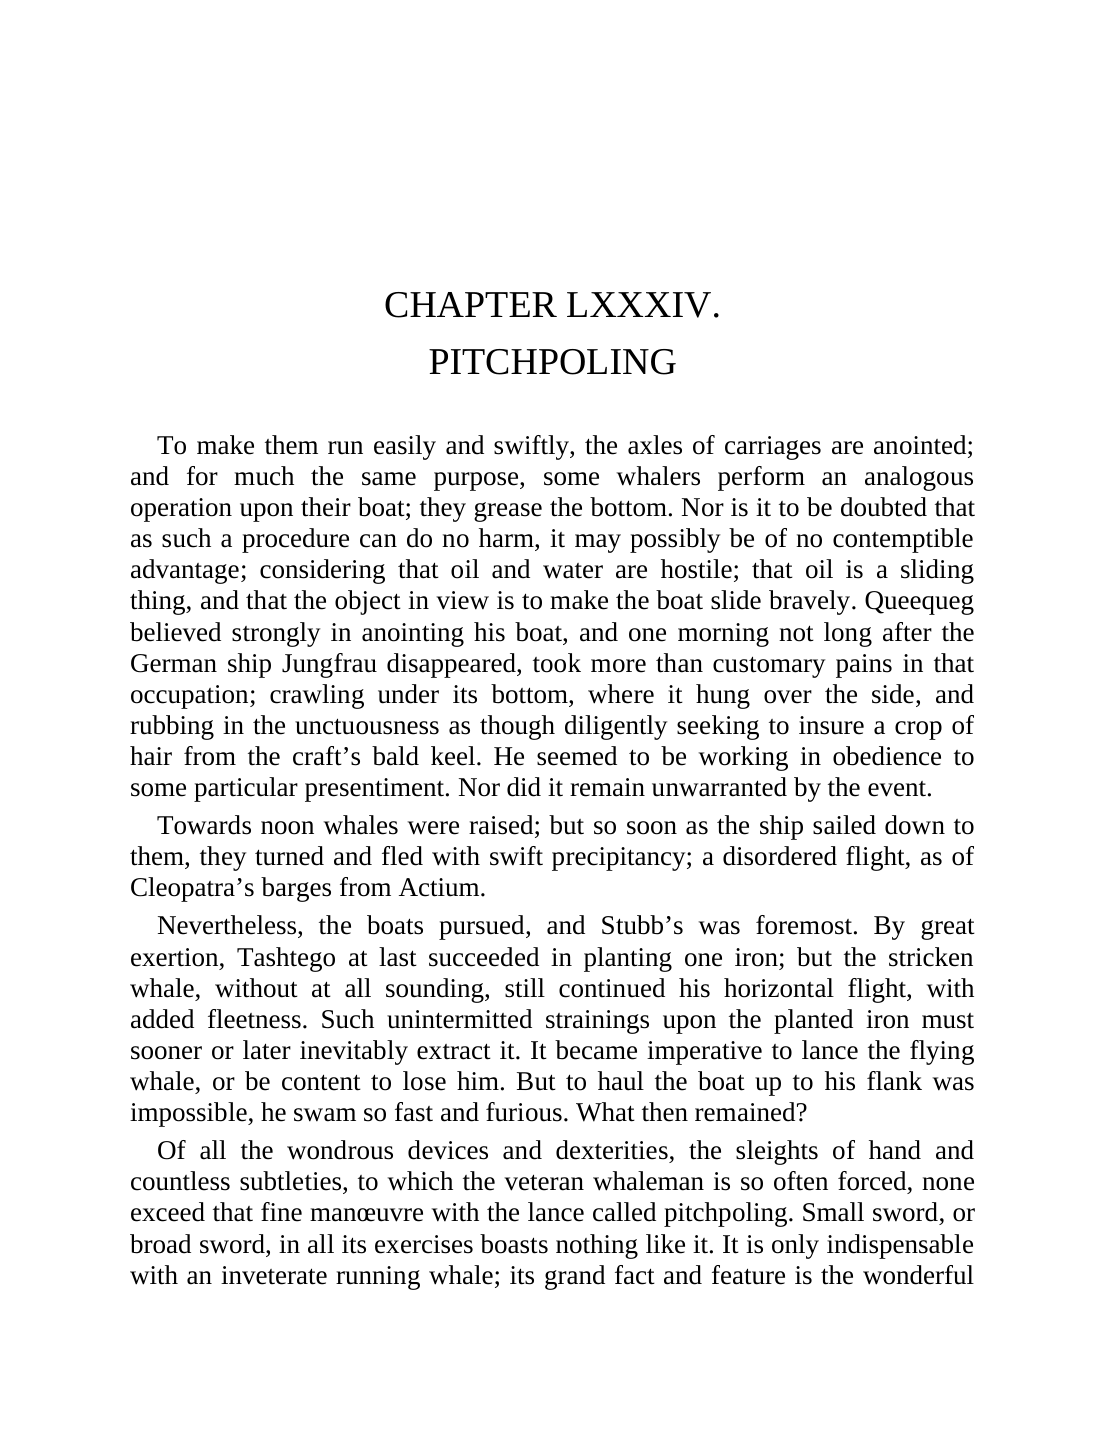 CHAPTER LXXXIV.
PITCHPOLING
To make them run easily and swiftly, the axles of carriages are anointed;
and for much the same purpose, some whalers perform an analogous
operation upon their boat; they grease the bottom. Nor is it to be doubted that
as such a procedure can do no harm, it may possibly be of no contemptible
advantage; considering that oil and water are hostile; that oil is a sliding
thing, and that the object in view is to make the boat slide bravely. Queequeg
believed strongly in anointing his boat, and one morning not long after the
German ship Jungfrau disappeared, took more than customary pains in that
occupation; crawling under its bottom, where it hung over the side, and
rubbing in the unctuousness as though diligently seeking to insure a crop of
hair from the craft’s bald keel. He seemed to be working in obedience to
some particular presentiment. Nor did it remain unwarranted by the event.
Towards noon whales were raised; but so soon as the ship sailed down to
them, they turned and fled with swift precipitancy; a disordered flight, as of
Cleopatra’s barges from Actium.
Nevertheless, the boats pursued, and Stubb’s was foremost. By great
exertion, Tashtego at last succeeded in planting one iron; but the stricken
whale, without at all sounding, still continued his horizontal flight, with
added fleetness. Such unintermitted strainings upon the planted iron must
sooner or later inevitably extract it. It became imperative to lance the flying
whale, or be content to lose him. But to haul the boat up to his flank was
impossible, he swam so fast and furious. What then remained?
Of all the wondrous devices and dexterities, the sleights of hand and
countless subtleties, to which the veteran whaleman is so often forced, none
exceed that fine manœuvre with the lance called pitchpoling. Small sword, or
broad sword, in all its exercises boasts nothing like it. It is only indispensable
with an inveterate running whale; its grand fact and feature is the wonderful